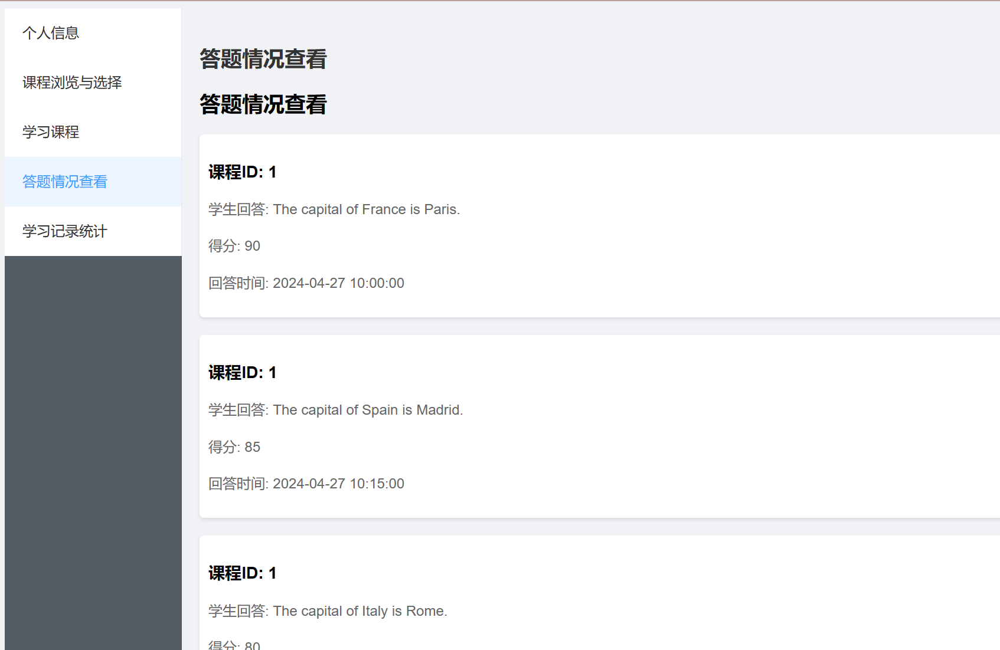 个人信息
课程浏览与选择
学习课程
答题情况查看
学习记录统计
答题情况查看
答题情况查看
课程ID: 1
学生回答: The capital of France is Paris.
得分: 90
回答时间: 2024-04-27 10:00:00
课程ID: 1
学生回答: The capital of Spain is Madrid.
得分: 85
回答时间: 2024-04-27 10:15:00
课程ID: 1
学生回答: The capital of Italy is Rome.
得分: 80